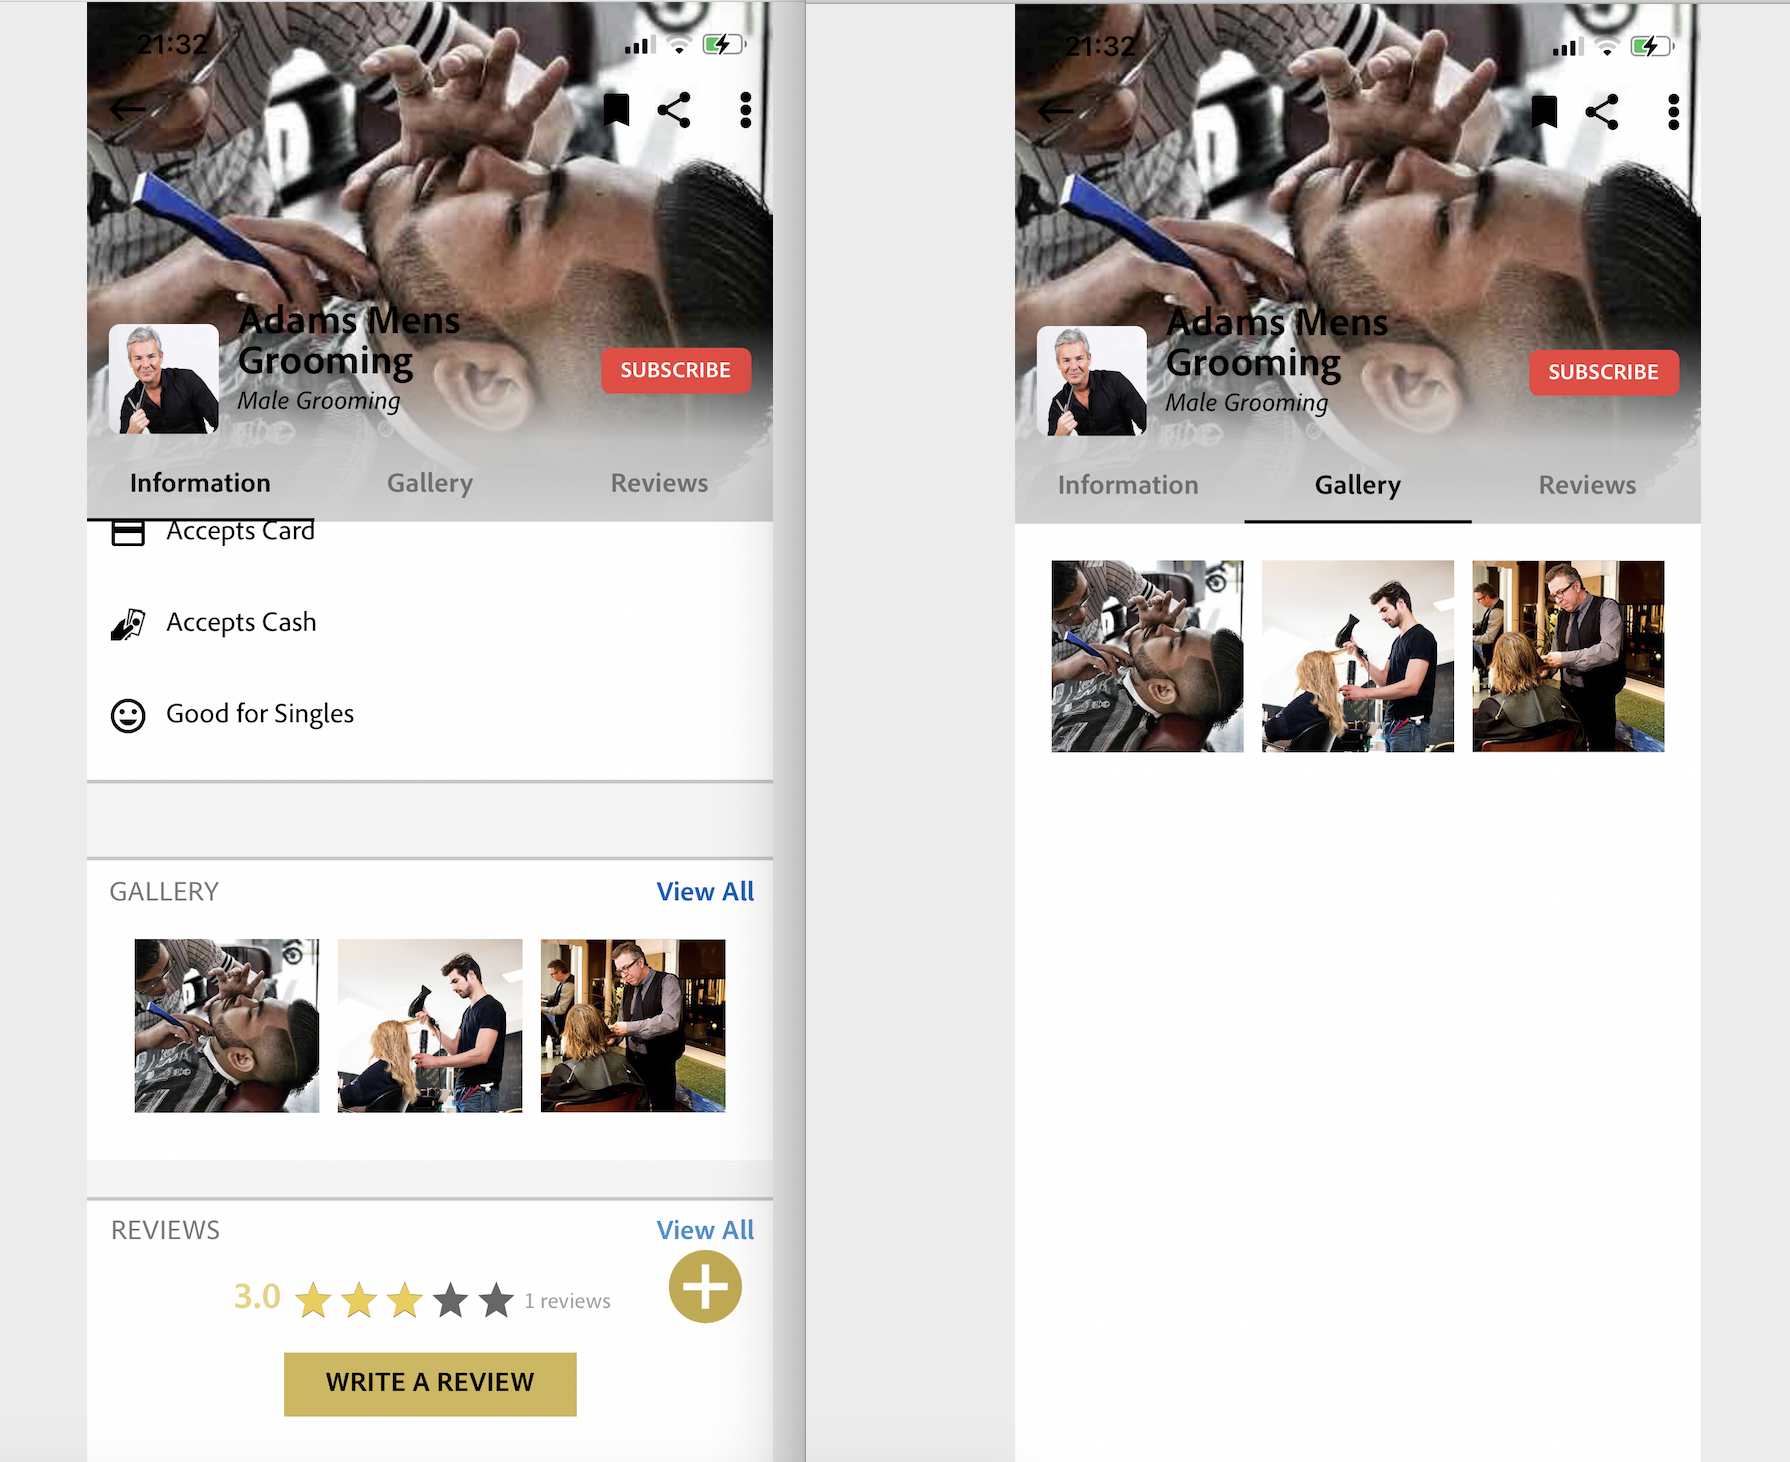 21:32
Adams Mens
Grooming
Male Grooming
SUBSCRIBE
Information Gallery Reviews
Accepts Card
Accepts Cash
Good for Singles
GALLERY View All
REVIEWS View All
3.0 1 reviews
WRITE A REVIEW
21:32
Adams Mens
Grooming
Male Grooming
SUBSCRIBE
Information Gallery Reviews